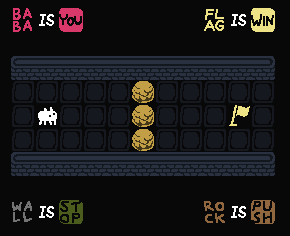 BABA IS YOU
FLAG IS WIN
WALL IS STOP
ROCK IS PUSH